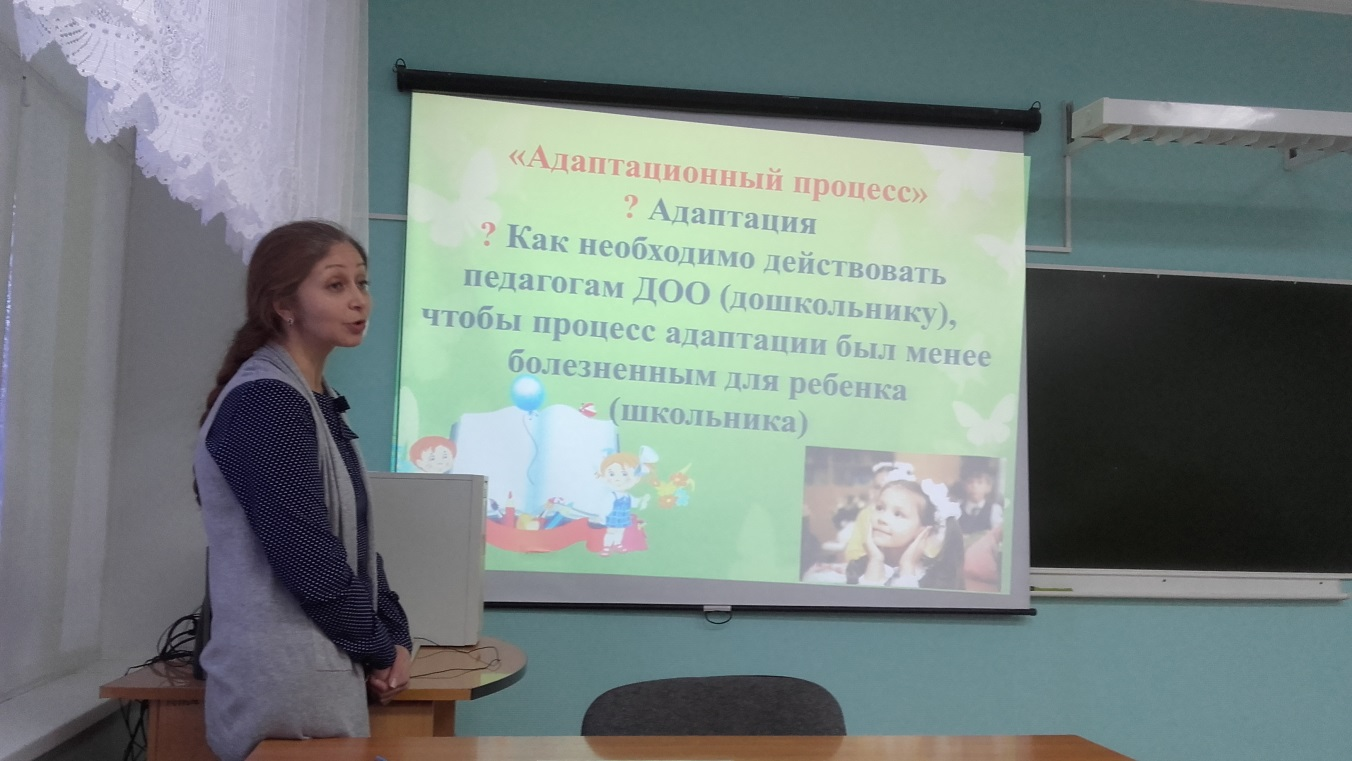 «Адаптационный процесс»
? Адаптация
? Как необходимо действовать
педагогам ДОО (дошкольнику),
чтобы процесс адаптации был менее
болезненным для ребенка
(школьника)